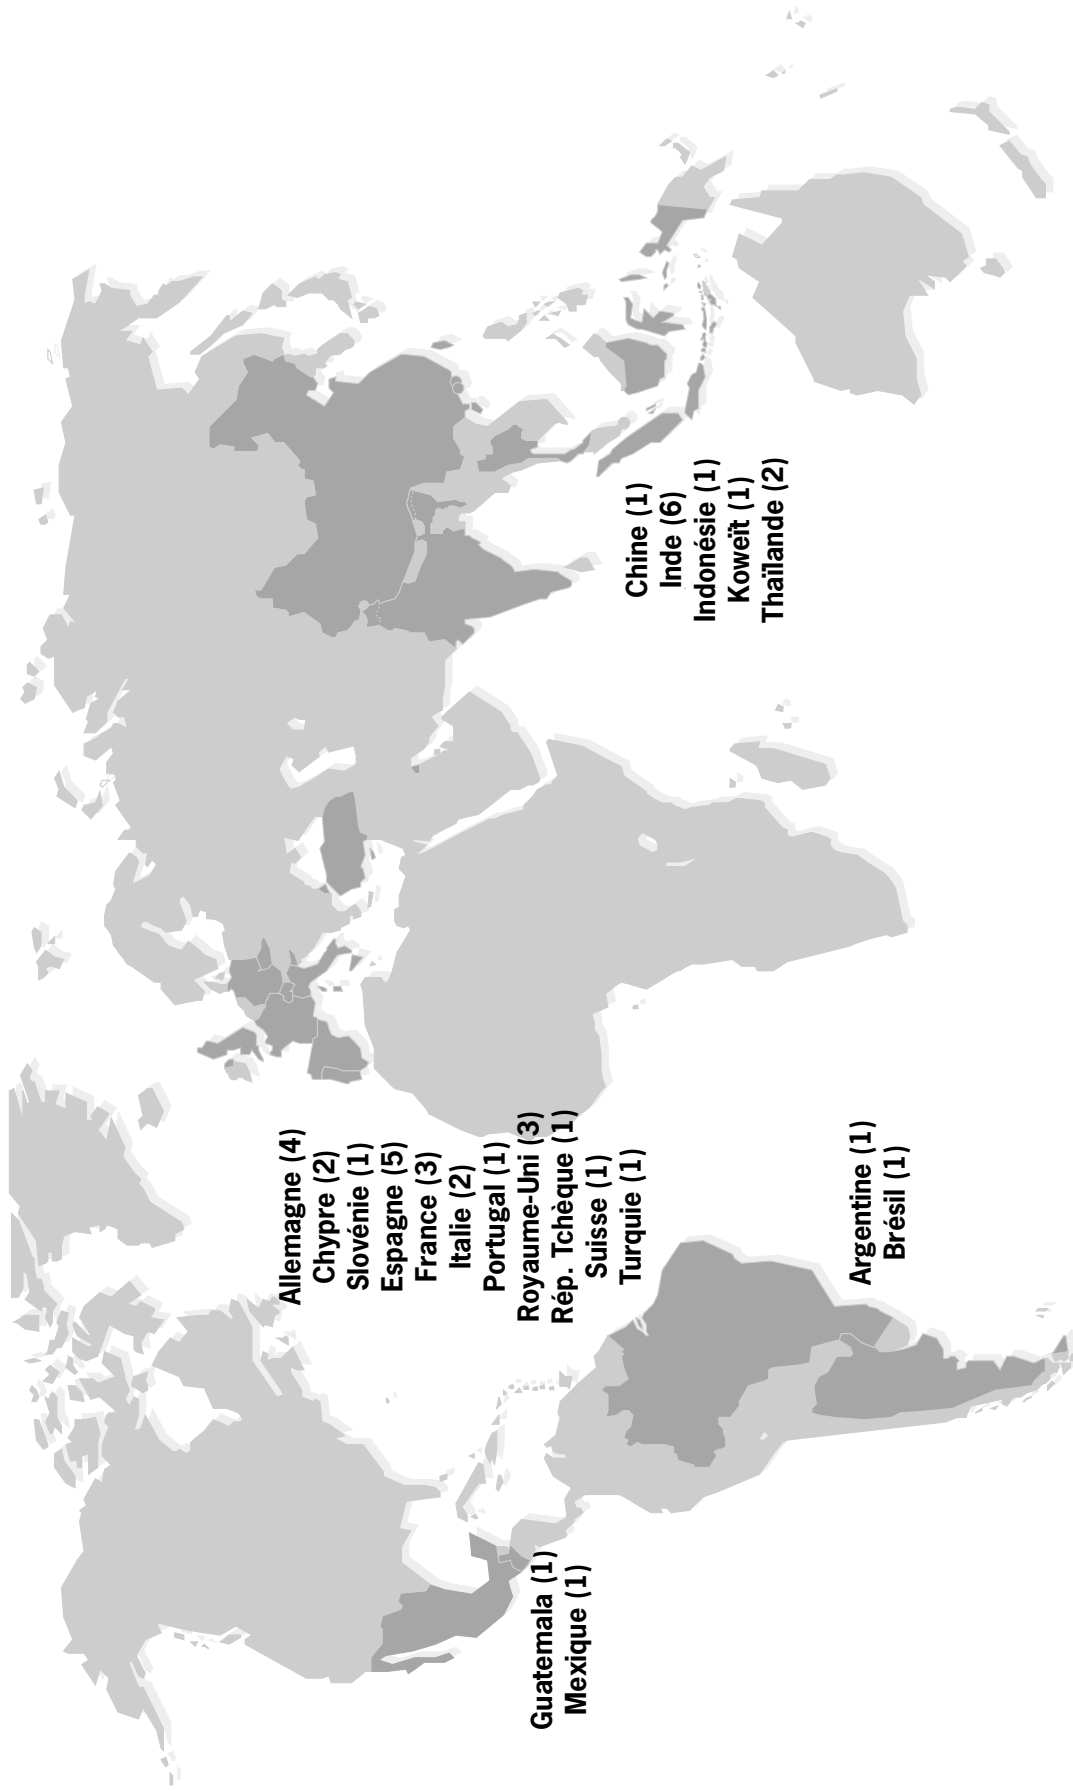 Guatemala (1)
Mexique (1)
Allemagne (4)
Chypre (2)
Slovénie (1)
Espagne (5)
France (3)
Italie (2)
Portugal (1)
Royaume-Uni (3)
Rép. Tchèque (1)
Suisse (1)
Turquie (1)
Argentine (1)
Brésil (1)
Chine (1)
Inde (6)
Indonésie (1)
Koweït (1)
Thaïlande (2)